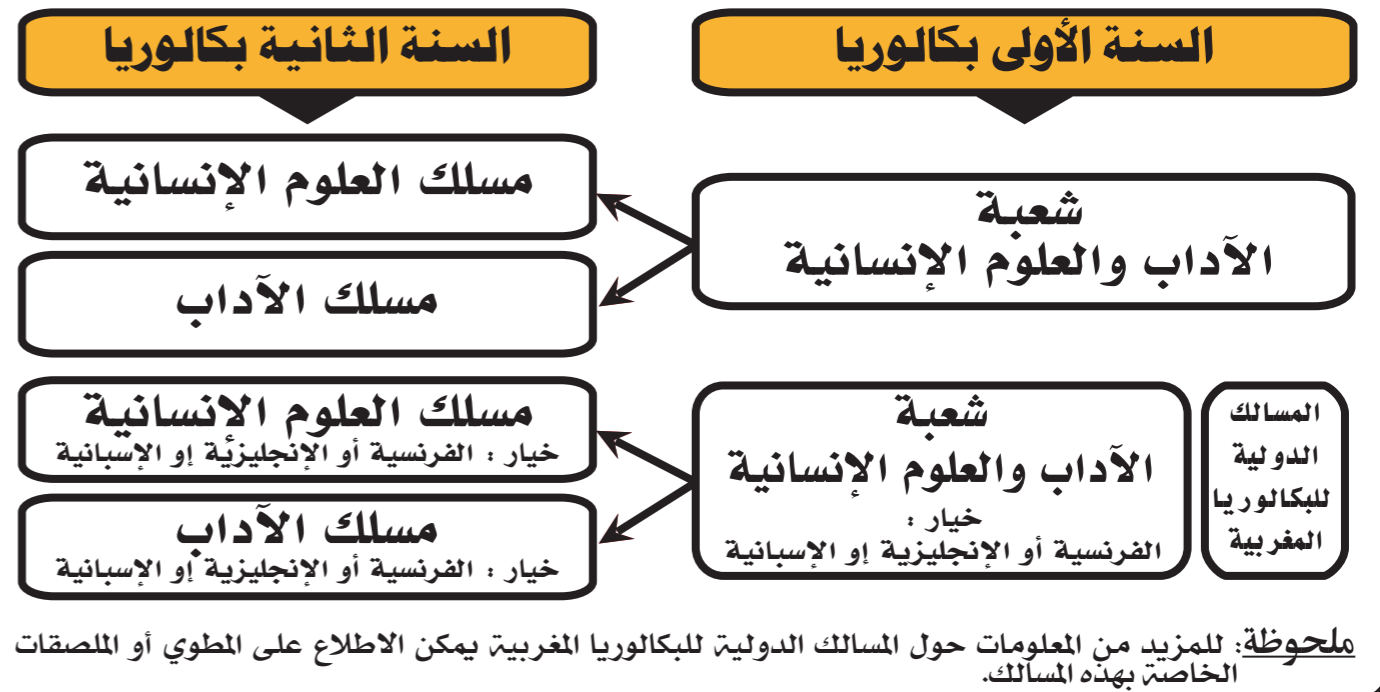 السنة الأولى بكالوريا
السنة الثانية بكالوريا
شعبة
الآداب والعلوم الإنسانية
مسلك العلوم الإنسانية
مسلك الآداب
المسالك
الدولية
للبكالوريا
المغربية
شعبة
الآداب والعلوم الإنسانية
خيار :
الفرنسية أو الإنجليزية إو الإسبانية
مسلك العلوم الإنسانية
خيار : الفرنسية أو الإنجليزية إو الإسبانية
مسلك الآداب
خيار : الفرنسية أو الإنجليزية إو الإسبانية
ملحوظة: للمزيد من المعلومات حول المسالك الدولية للبكالوريا المغربية يمكن الاطلاع على المطوي أو الملصقات
الخاصة بهذه المسالك.